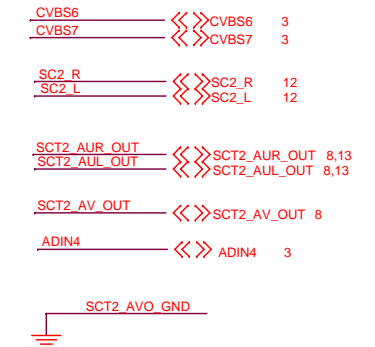 CVBS6 CVBS6 3
CVBS7 CVBS7 3
SC2_R SC2_R 12
SC2_L SC2_L 12
SCT2_AUR_OUT SCT2_AUR_OUT 8,13
SCT2_AUL_OUT SCT2_AUL_OUT 8,13
SCT2_AV_OUT SCT2_AV_OUT 8
ADIN4 ADIN4 3
SCT2_AVO_GND